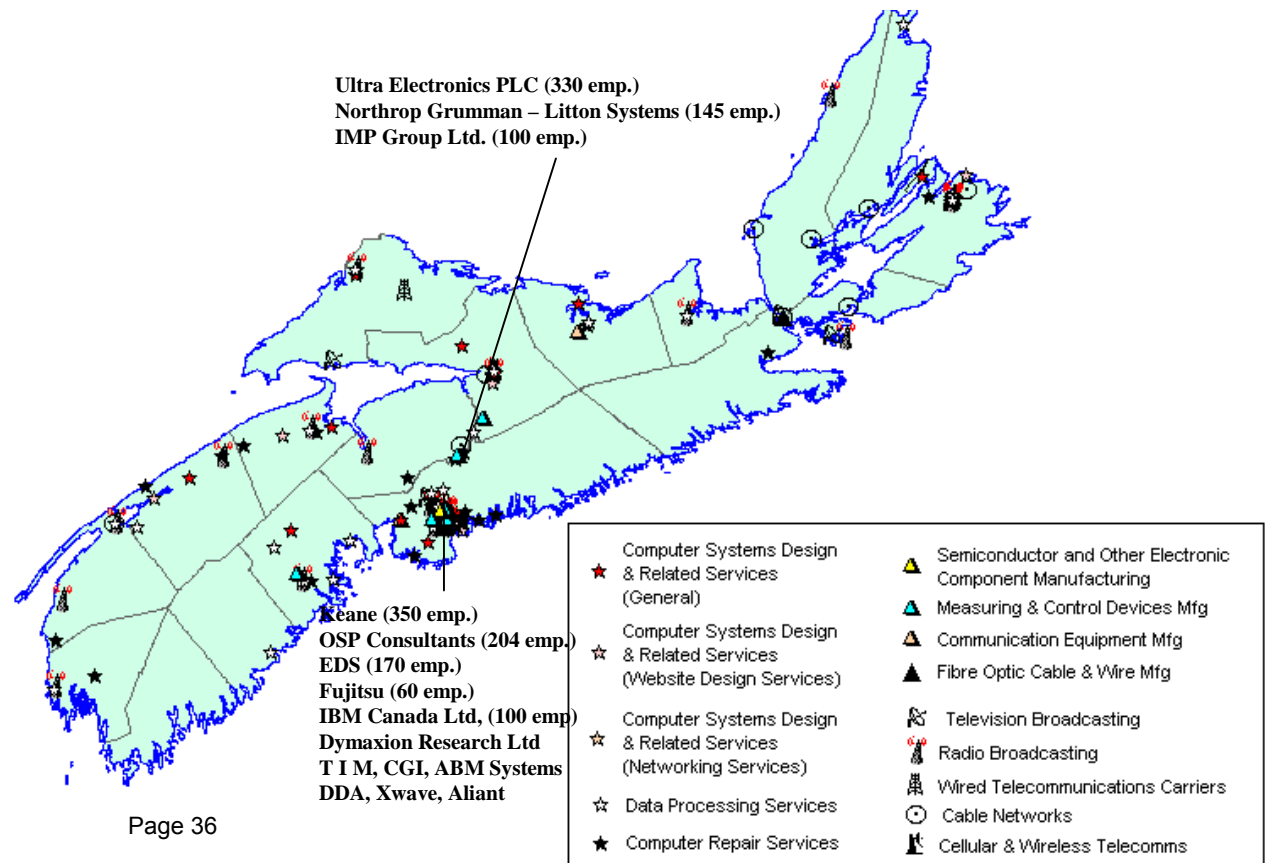 Ultra Electronics PLC (330 emp.)
Northrop Grumman – Litton Systems (145 emp.)
IMP Group Ltd. (100 emp.)
Keane (350 emp.)
OSP Consultants (204 emp.)
EDS (170 emp.)
Fujitsu (60 emp.)
IBM Canada Ltd, (100 emp)
Dymaxion Research Ltd
T I M, CGI, ABM Systems
DDA, Xwave, Aliant
Computer Systems Design
& Related Services
(General)
Computer Systems Design
& Related Services
(Website Design Services)
Computer Systems Design
& Related Services
(Networking Services)
Data Processing Services
Computer Repair Services
Semiconductor and Other Electronic
Component Manufacturing
Measuring & Control Devices Mfg
Communication Equipment Mfg
Fibre Optic Cable & Wire Mfg
Television Broadcasting
Radio Broadcasting
Wired Telecommunications Carriers
Cable Networks
Cellular & Wireless Telecomms
Page 36